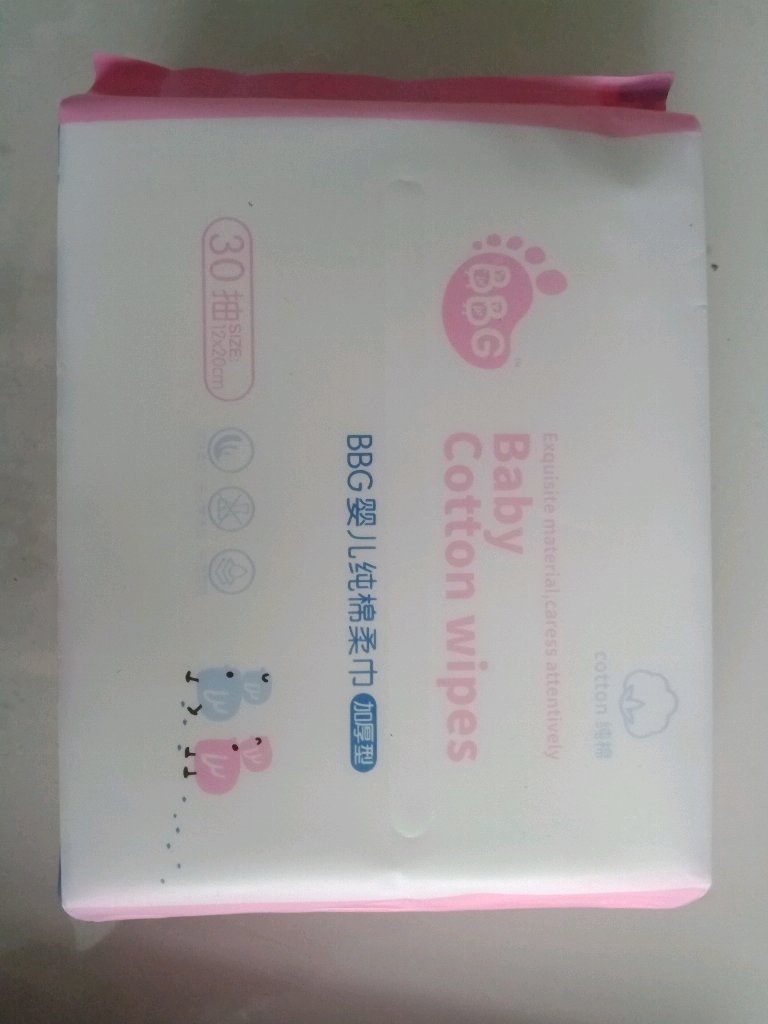 cotton 纯棉
BBG
Exquisite material,caress attentively
Baby
Cotton wipes
BBG婴儿纯棉柔巾 加厚型
30抽 SIZE:
12x20cm